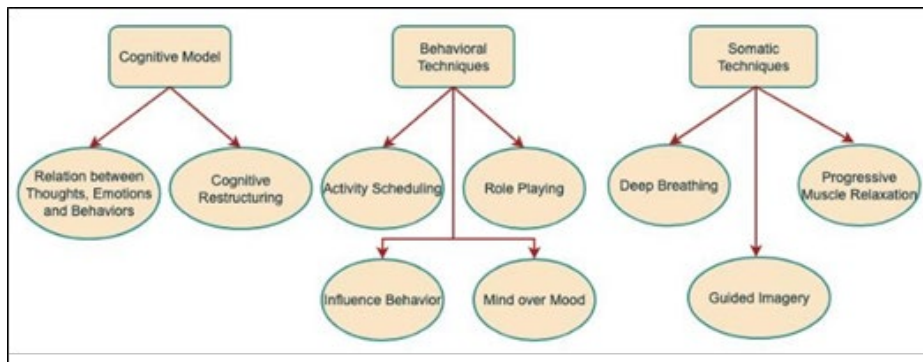 Cognitive Model
Behavioral
Techniques
Somatic
Techniques
Relation between
Thoughts, Emotions
and Behaviors
Cognitive
Restructuring
Activity Scheduling
Role Playing
Deep Breathing
Progressive
Muscle Relaxation
Influence Behavior
Mind over Mood
Guided Imagery